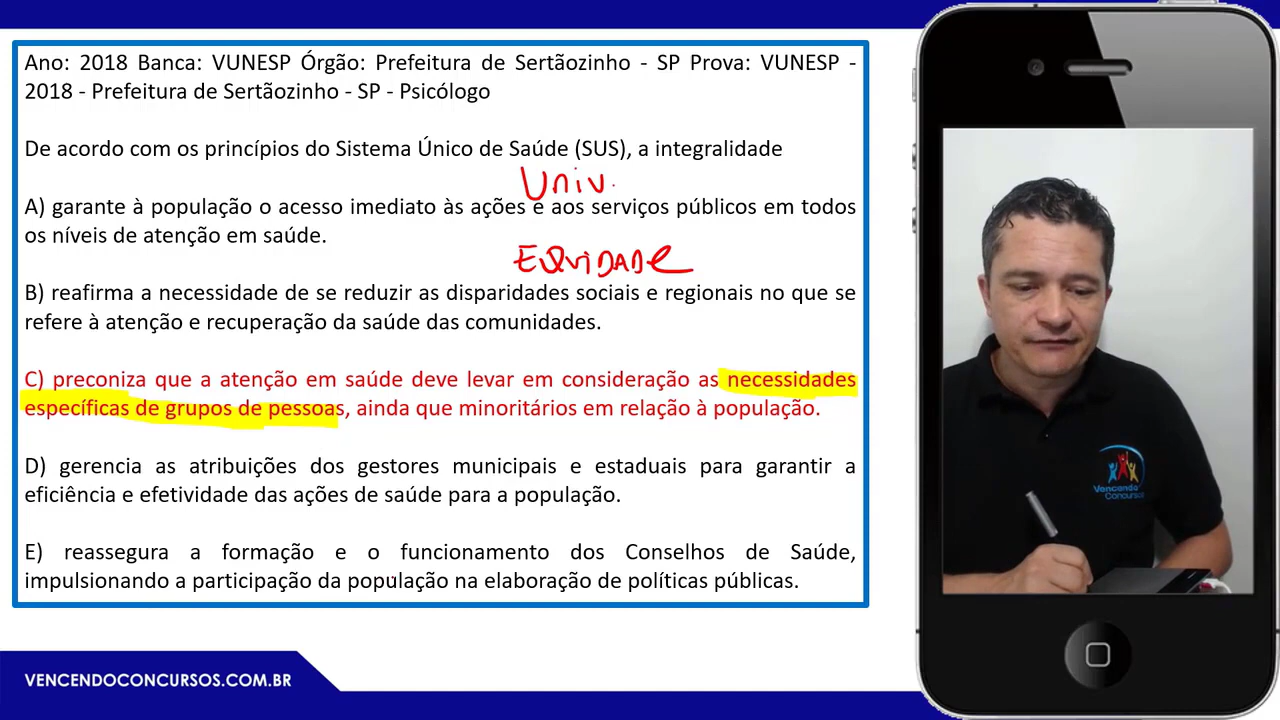 Ano: 2018 Banca: VUNESP Órgão: Prefeitura de Sertãozinho - SP Prova: VUNESP -
2018 - Prefeitura de Sertãozinho - SP - Psicólogo
De acordo com os princípios do Sistema Único de Saúde (SUS), a integralidade
Univ.
A) garante à população o acesso imediato às ações e aos serviços públicos em todos
os níveis de atenção em saúde.
EQUIDADE
B) reafirma a necessidade de se reduzir as disparidades sociais e regionais no que se
refere à atenção e recuperação da saúde das comunidades.
C) preconiza que a atenção em saúde deve levar em consideração as necessidades
específicas de grupos de pessoas, ainda que minoritários em relação à população.
D) gerencia as atribuições dos gestores municipais e estaduais para garantir a
eficiência e efetividade das ações de saúde para a população.
E) reassegura a formação e o funcionamento dos Conselhos de Saúde,
impulsionando a participação da população na elaboração de políticas públicas.
Vencendo
Concursos
VENCENDOCONCURSOS.COM.BR